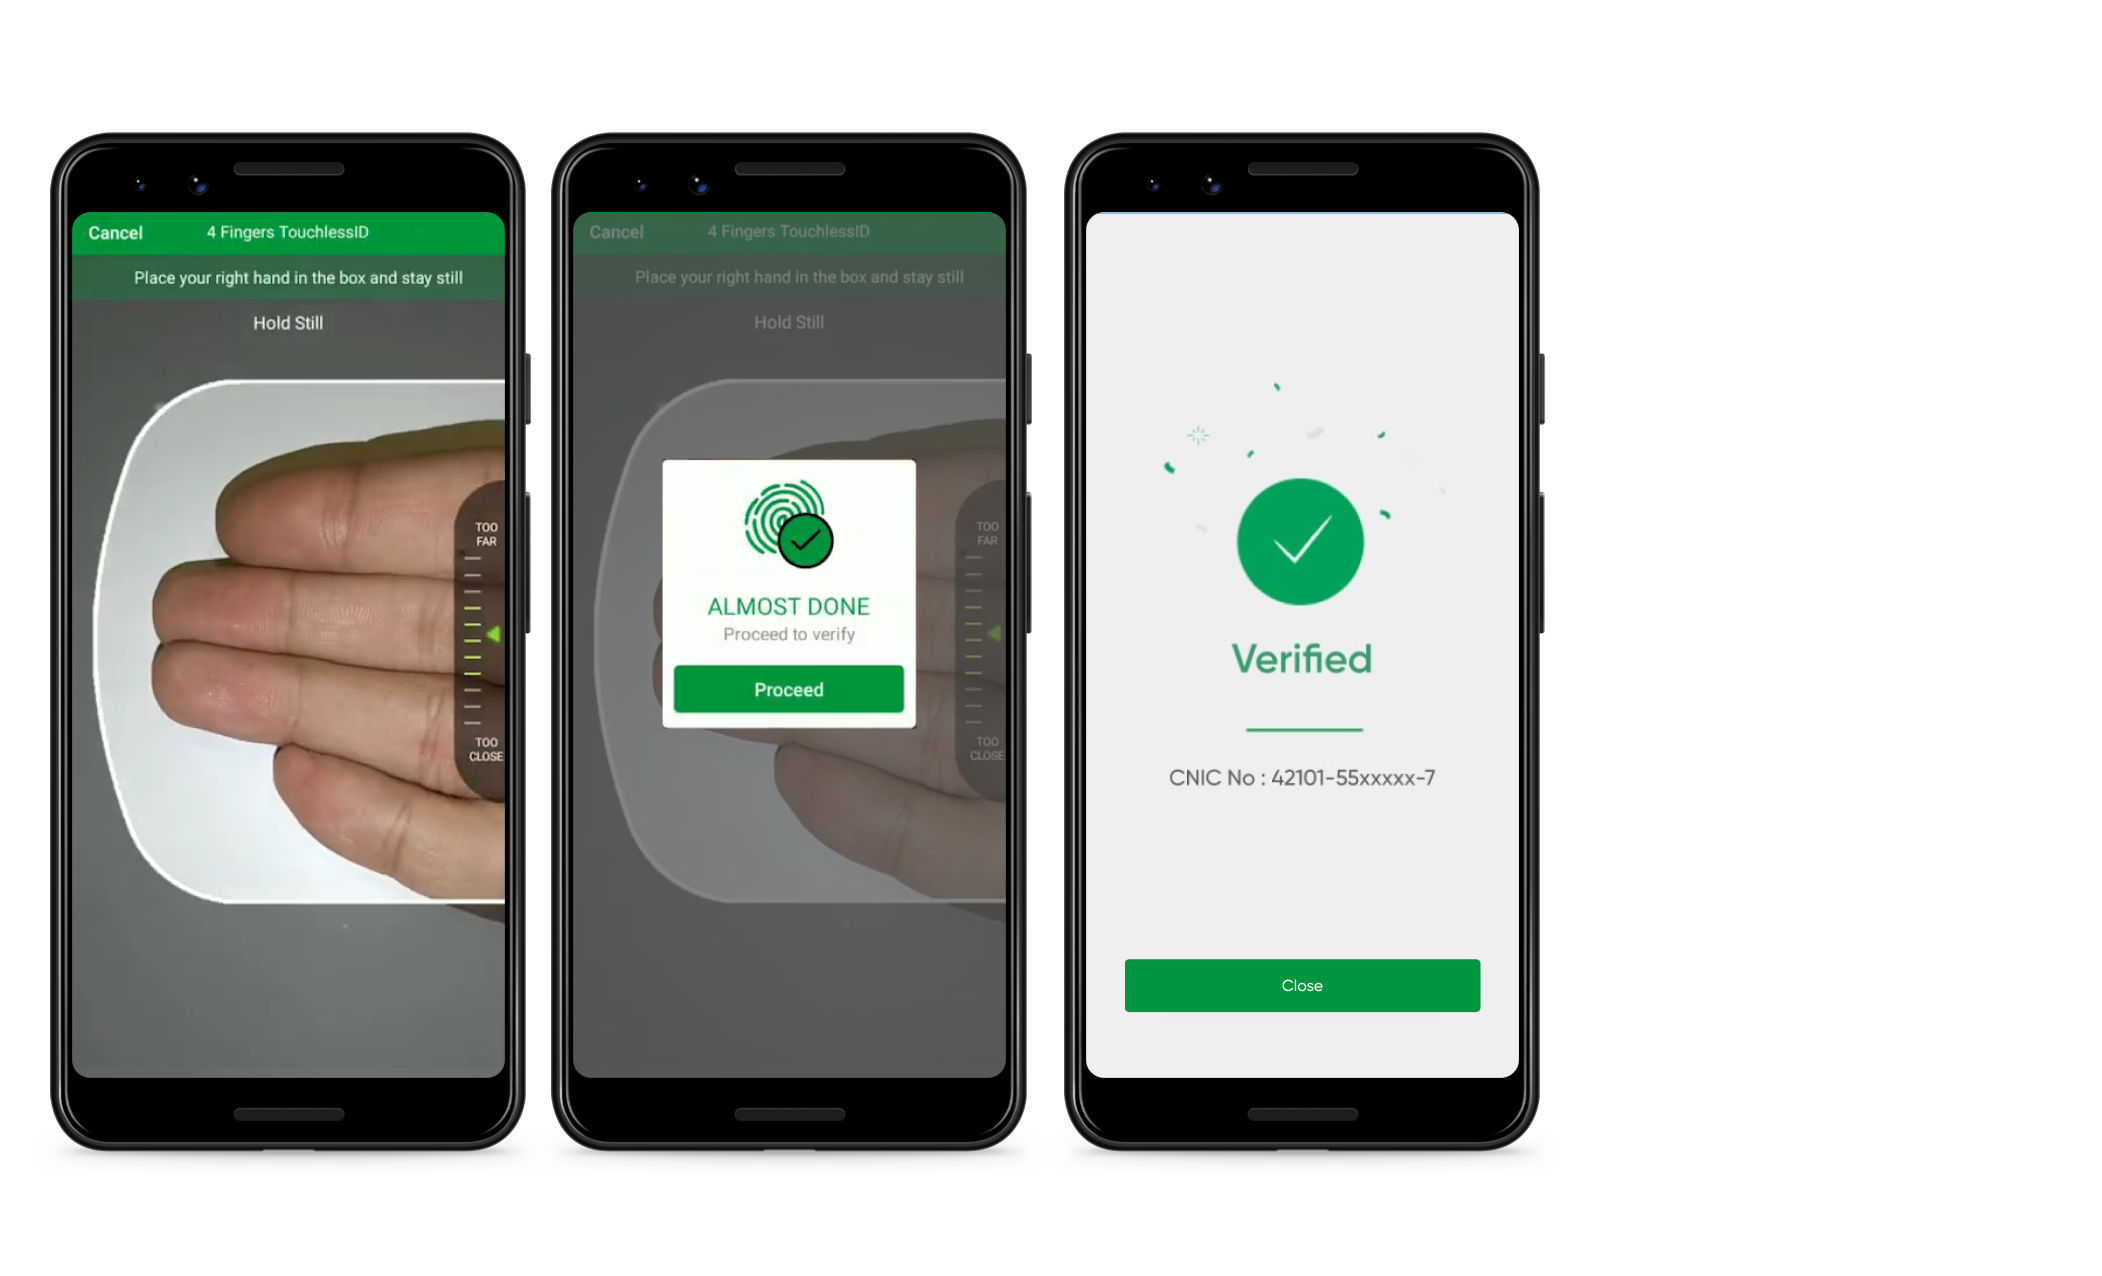 Cancel 4 Fingers TouchlessID
Place your right hand in the box and stay still
Hold Still
TOO
FAR
TOO
CLOSE
Cancel 4 Fingers TouchlessID
Place your right hand in the box and stay still
Hold Still
TOO
FAR
ALMOST DONE
Proceed to verify
Proceed
TOO
CLOSE
Verified
CNIC No : 42101-55xxxxx-7
Close